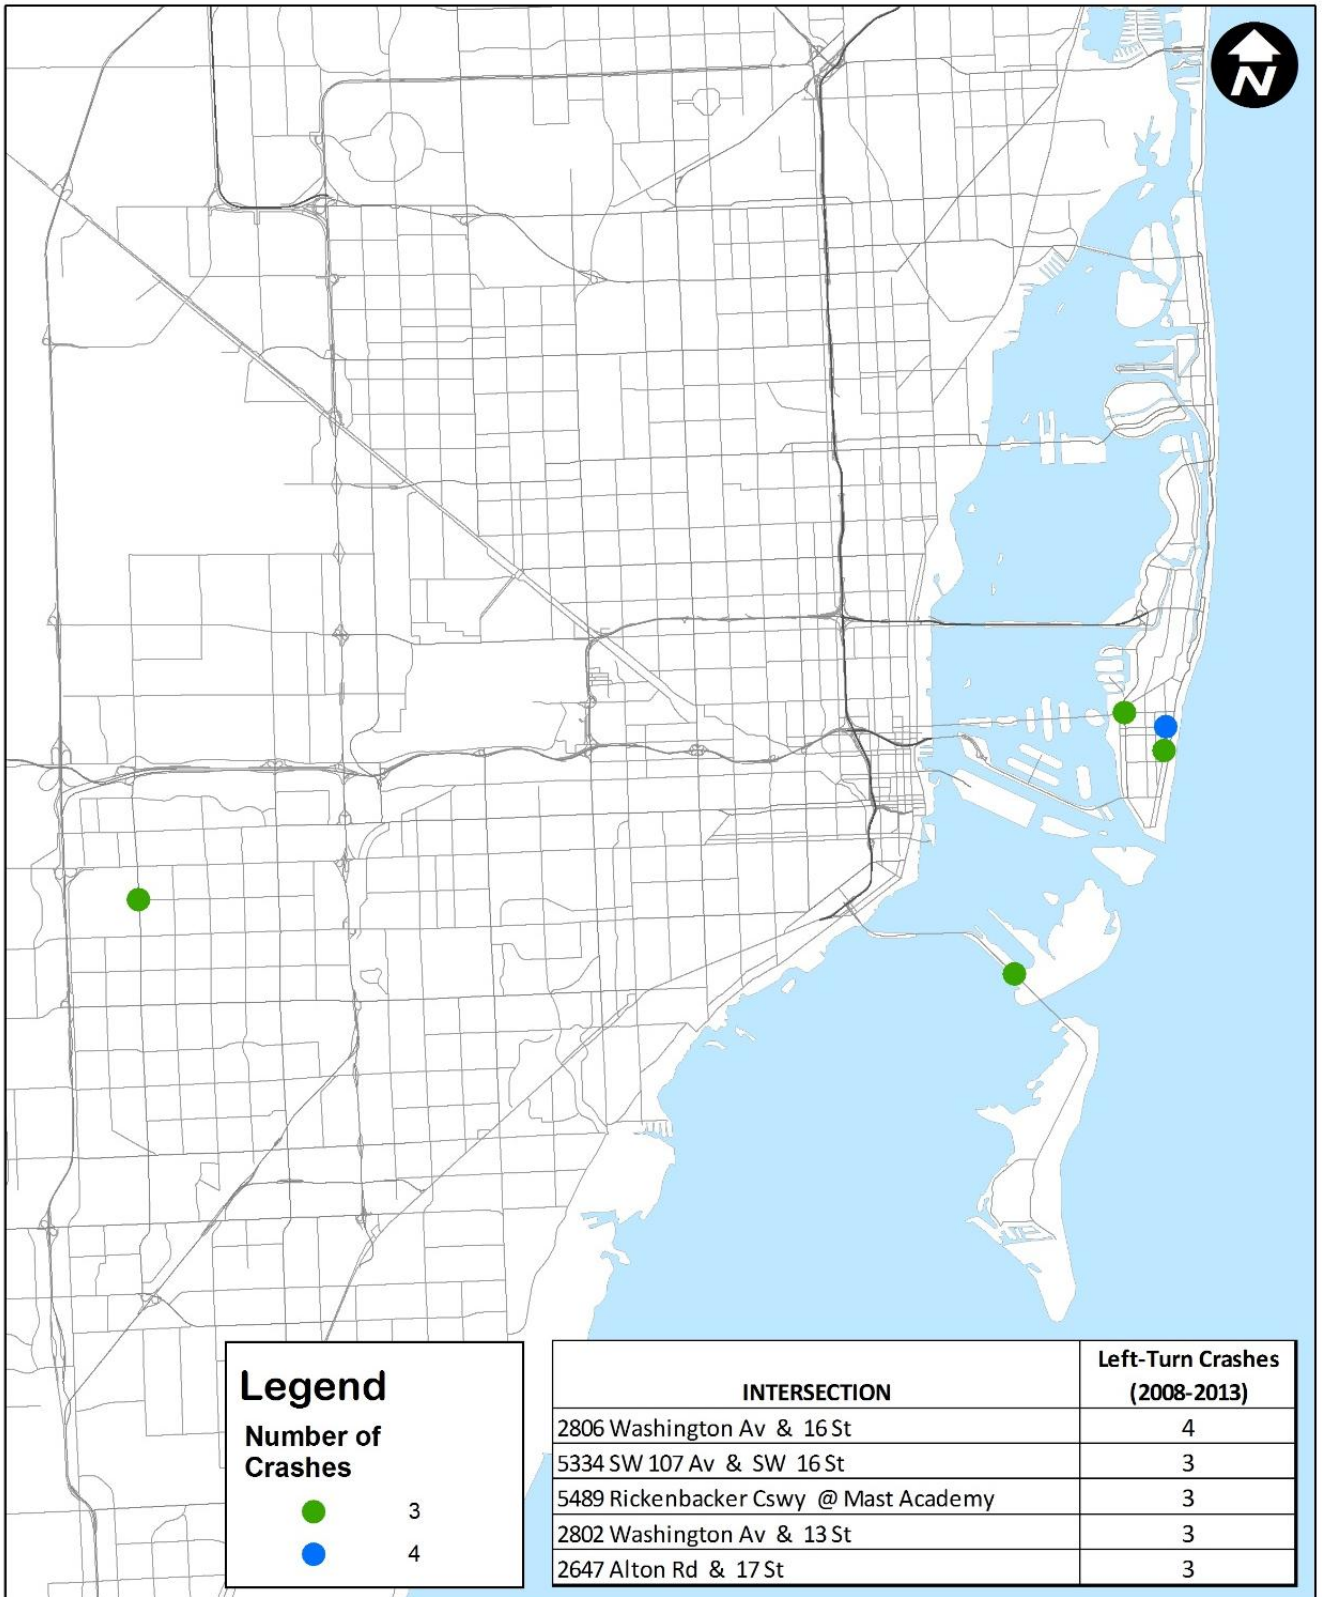 N
Legend
Number of
Crashes
3
4
INTERSECTION
Left-Turn Crashes
(2008-2013)
2806 Washington Av & 16 St 4
5334 SW 107 Av & SW 16 St 3
5489 Rickenbacker Cswy @ Mast Academy 3
2802 Washington Av & 13 St 3
2647 Alton Rd & 17 St 3